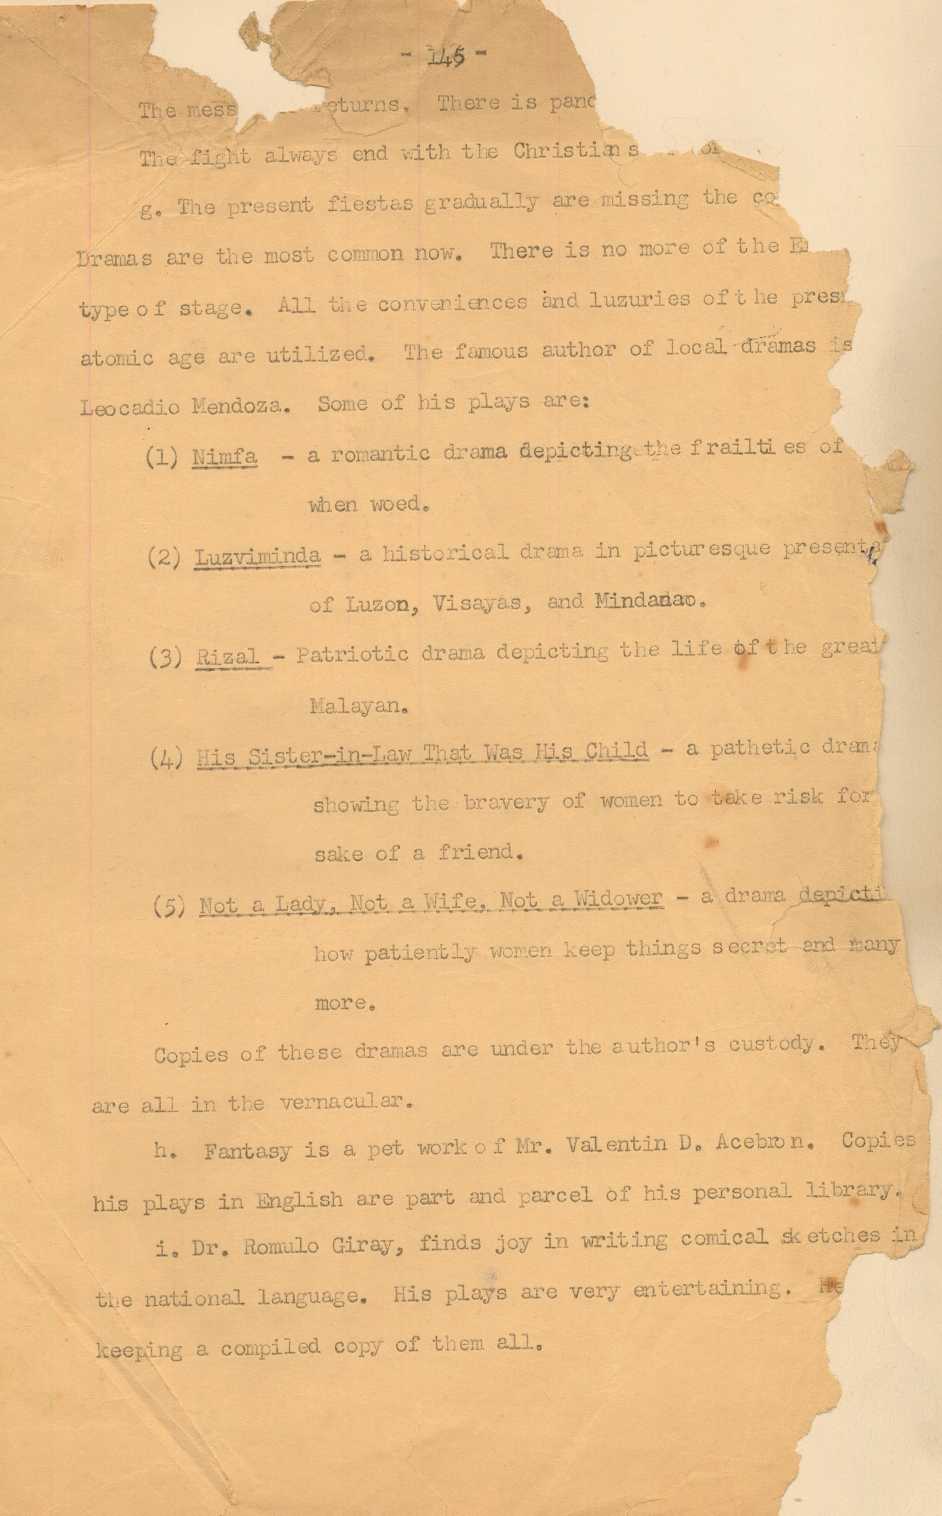 - 145 -
The mess eturns. There is pand
The fight always end with the Christians
g. The present fiestas gradually are missing the co
Dramas are the most common now. There is no more of the
type of stage. All the conveniences and luzuries of the pres
atomic age are utilized. The famous author of local dramas is
Leocadio Mendoza. Some of his plays are:
(1) Nimfa - a romantic drama depicting the frailties of
when woed.
(2) Luzviminda - a historical drama in picturesque presenta
of Luzon, Visayas, and Mindanao.
(3) Rizal - Patriotic drama depicting the life of the great
Malayan.
(4) His Sister-in-Law That Was His Child - a pathetic drama
showing the bravery of women to take risk for
sake of a friend.
(5) Not a Lady, Not a Wife, Not a Widower - a drama depicti
how patiently women keep things secret and many
more.
Copies of these dramas are under the author's custody. They
are all in the vernacular.
h. Fantasy is a pet work of Mr. Valentin D. Acebron. Copies
his plays in English are part and parcel of his personal library.
i. Dr. Romulo Giray, finds joy in writing comical sketches in
the national language. His plays are very entertaining. He
keeping a compiled copy of them all.